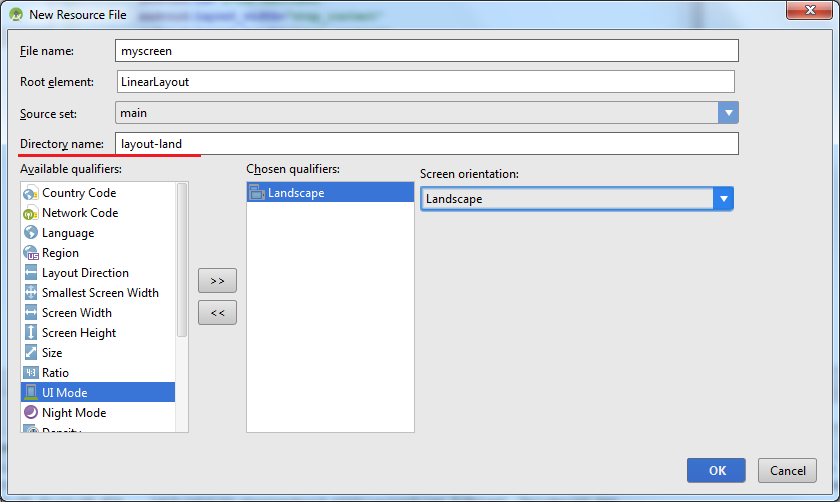 New Resource File
File name: myscreen
Root element: LinearLayout
Source set: main
Directory name: layout-land
Available qualifiers:
Country Code
Network Code
Language
Region
Layout Direction
Smallest Screen Width
Screen Width
Screen Height
Size
Ratio
UI Mode
Night Mode
Density
>>
<<
Chosen qualifiers:
Landscape
Screen orientation:
Landscape
OK
Cancel